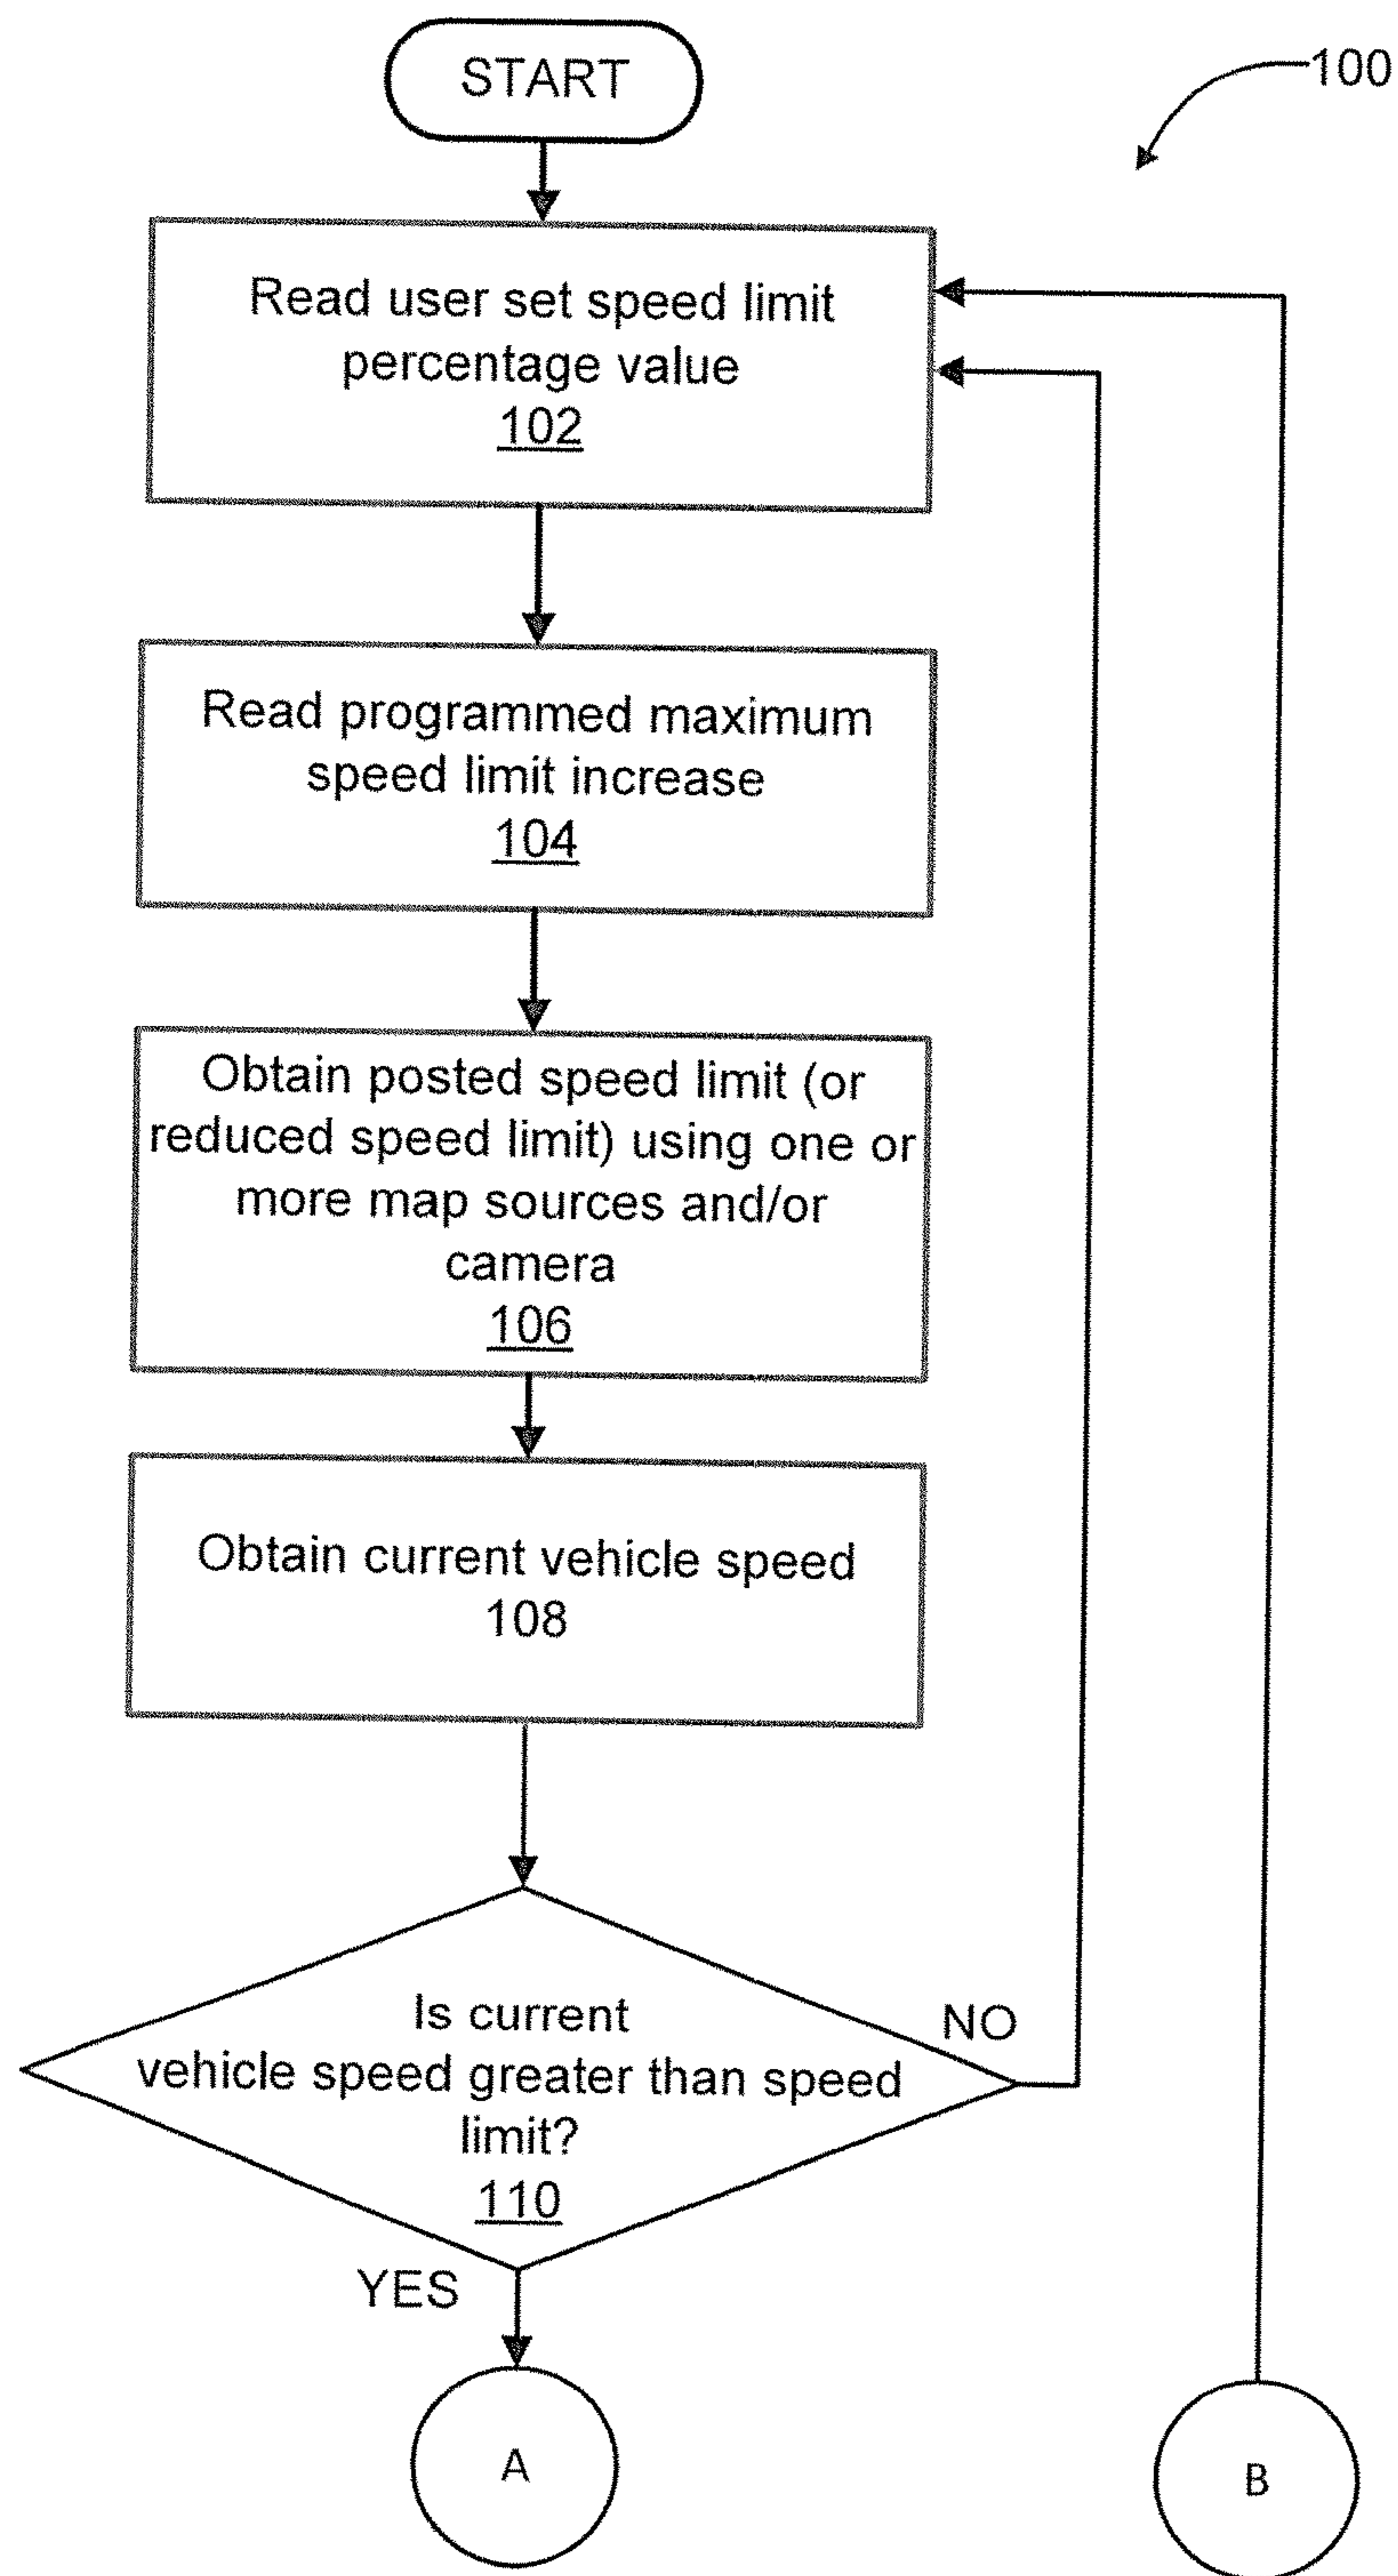 START
100
Read user set speed limit
percentage value
102
Read programmed maximum
speed limit increase
104
Obtain posted speed limit (or
reduced speed limit) using one or
more map sources and/or
camera
106
Obtain current vehicle speed
108
Is current
vehicle speed greater than speed
limit?
110
NO
YES
A
B